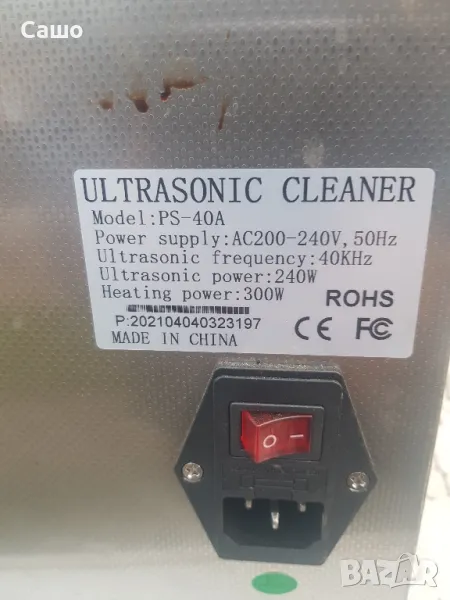 Сашо
ULTRASONIC CLEANER
Model:PS-40A
Power supply:AC200-240V, 50Hz
Ultrasonic frequency:40KHz
Ultrasonic power:240W
Heating power:300W
ROHS
P:202104040323197
CE FC
MADE IN CHINA
BAZAR